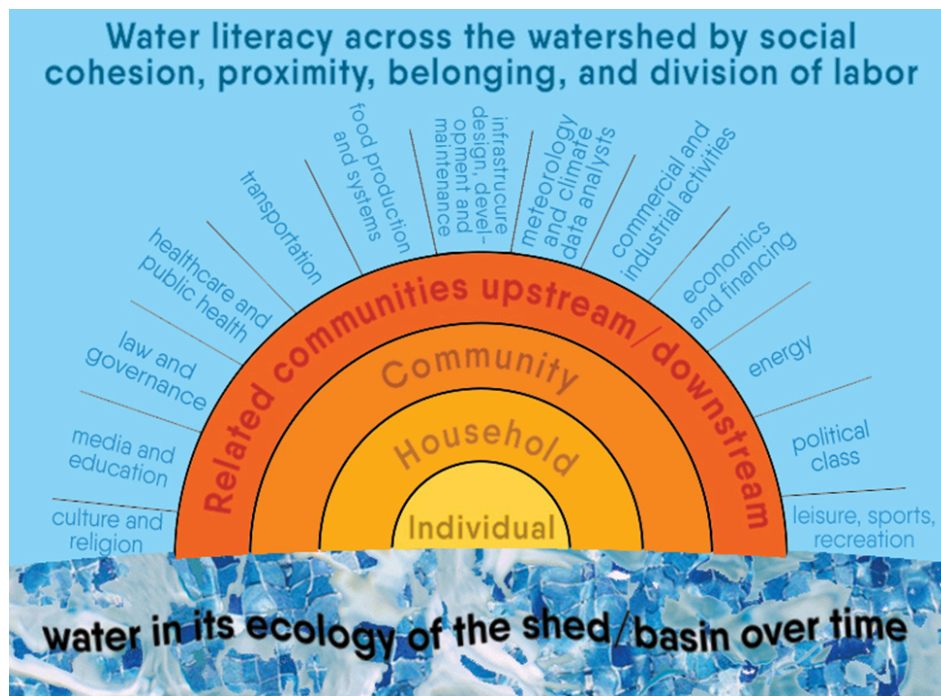 Water literacy across the watershed by social
cohesion, proximity, belonging, and division of labor
culture and
religion
media and
education
law and
governance
healthcare and
public health
transportation
food production
and systems
infrastrucure
design, devel-
opment and
maintenance
meteorology
and climate
data analysts
commercial and
industrial activities
economics
and financing
energy
political
class
leisure, sports,
recreation
Related communities upstream/downstream
Community
Household
Individual
water in its ecology of the shed/basin over time